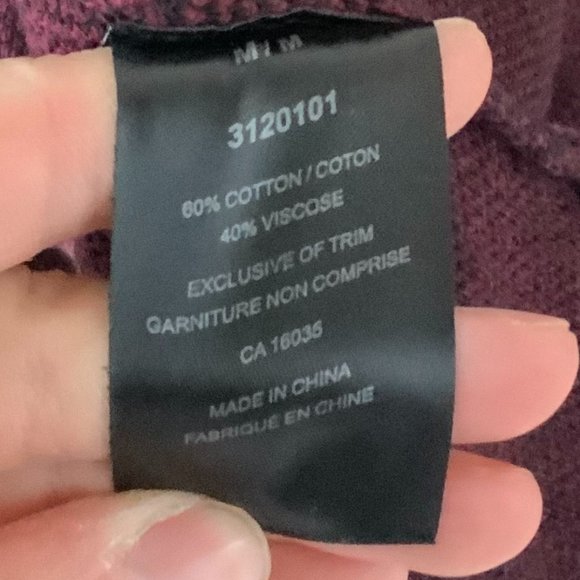 M / M
3120101
60% COTTON / COTON
40% VISCOSE
EXCLUSIVE OF TRIM
GARNITURE NON COMPRISE
CA 16035
MADE IN CHINA
FABRIQUÉ EN CHINE